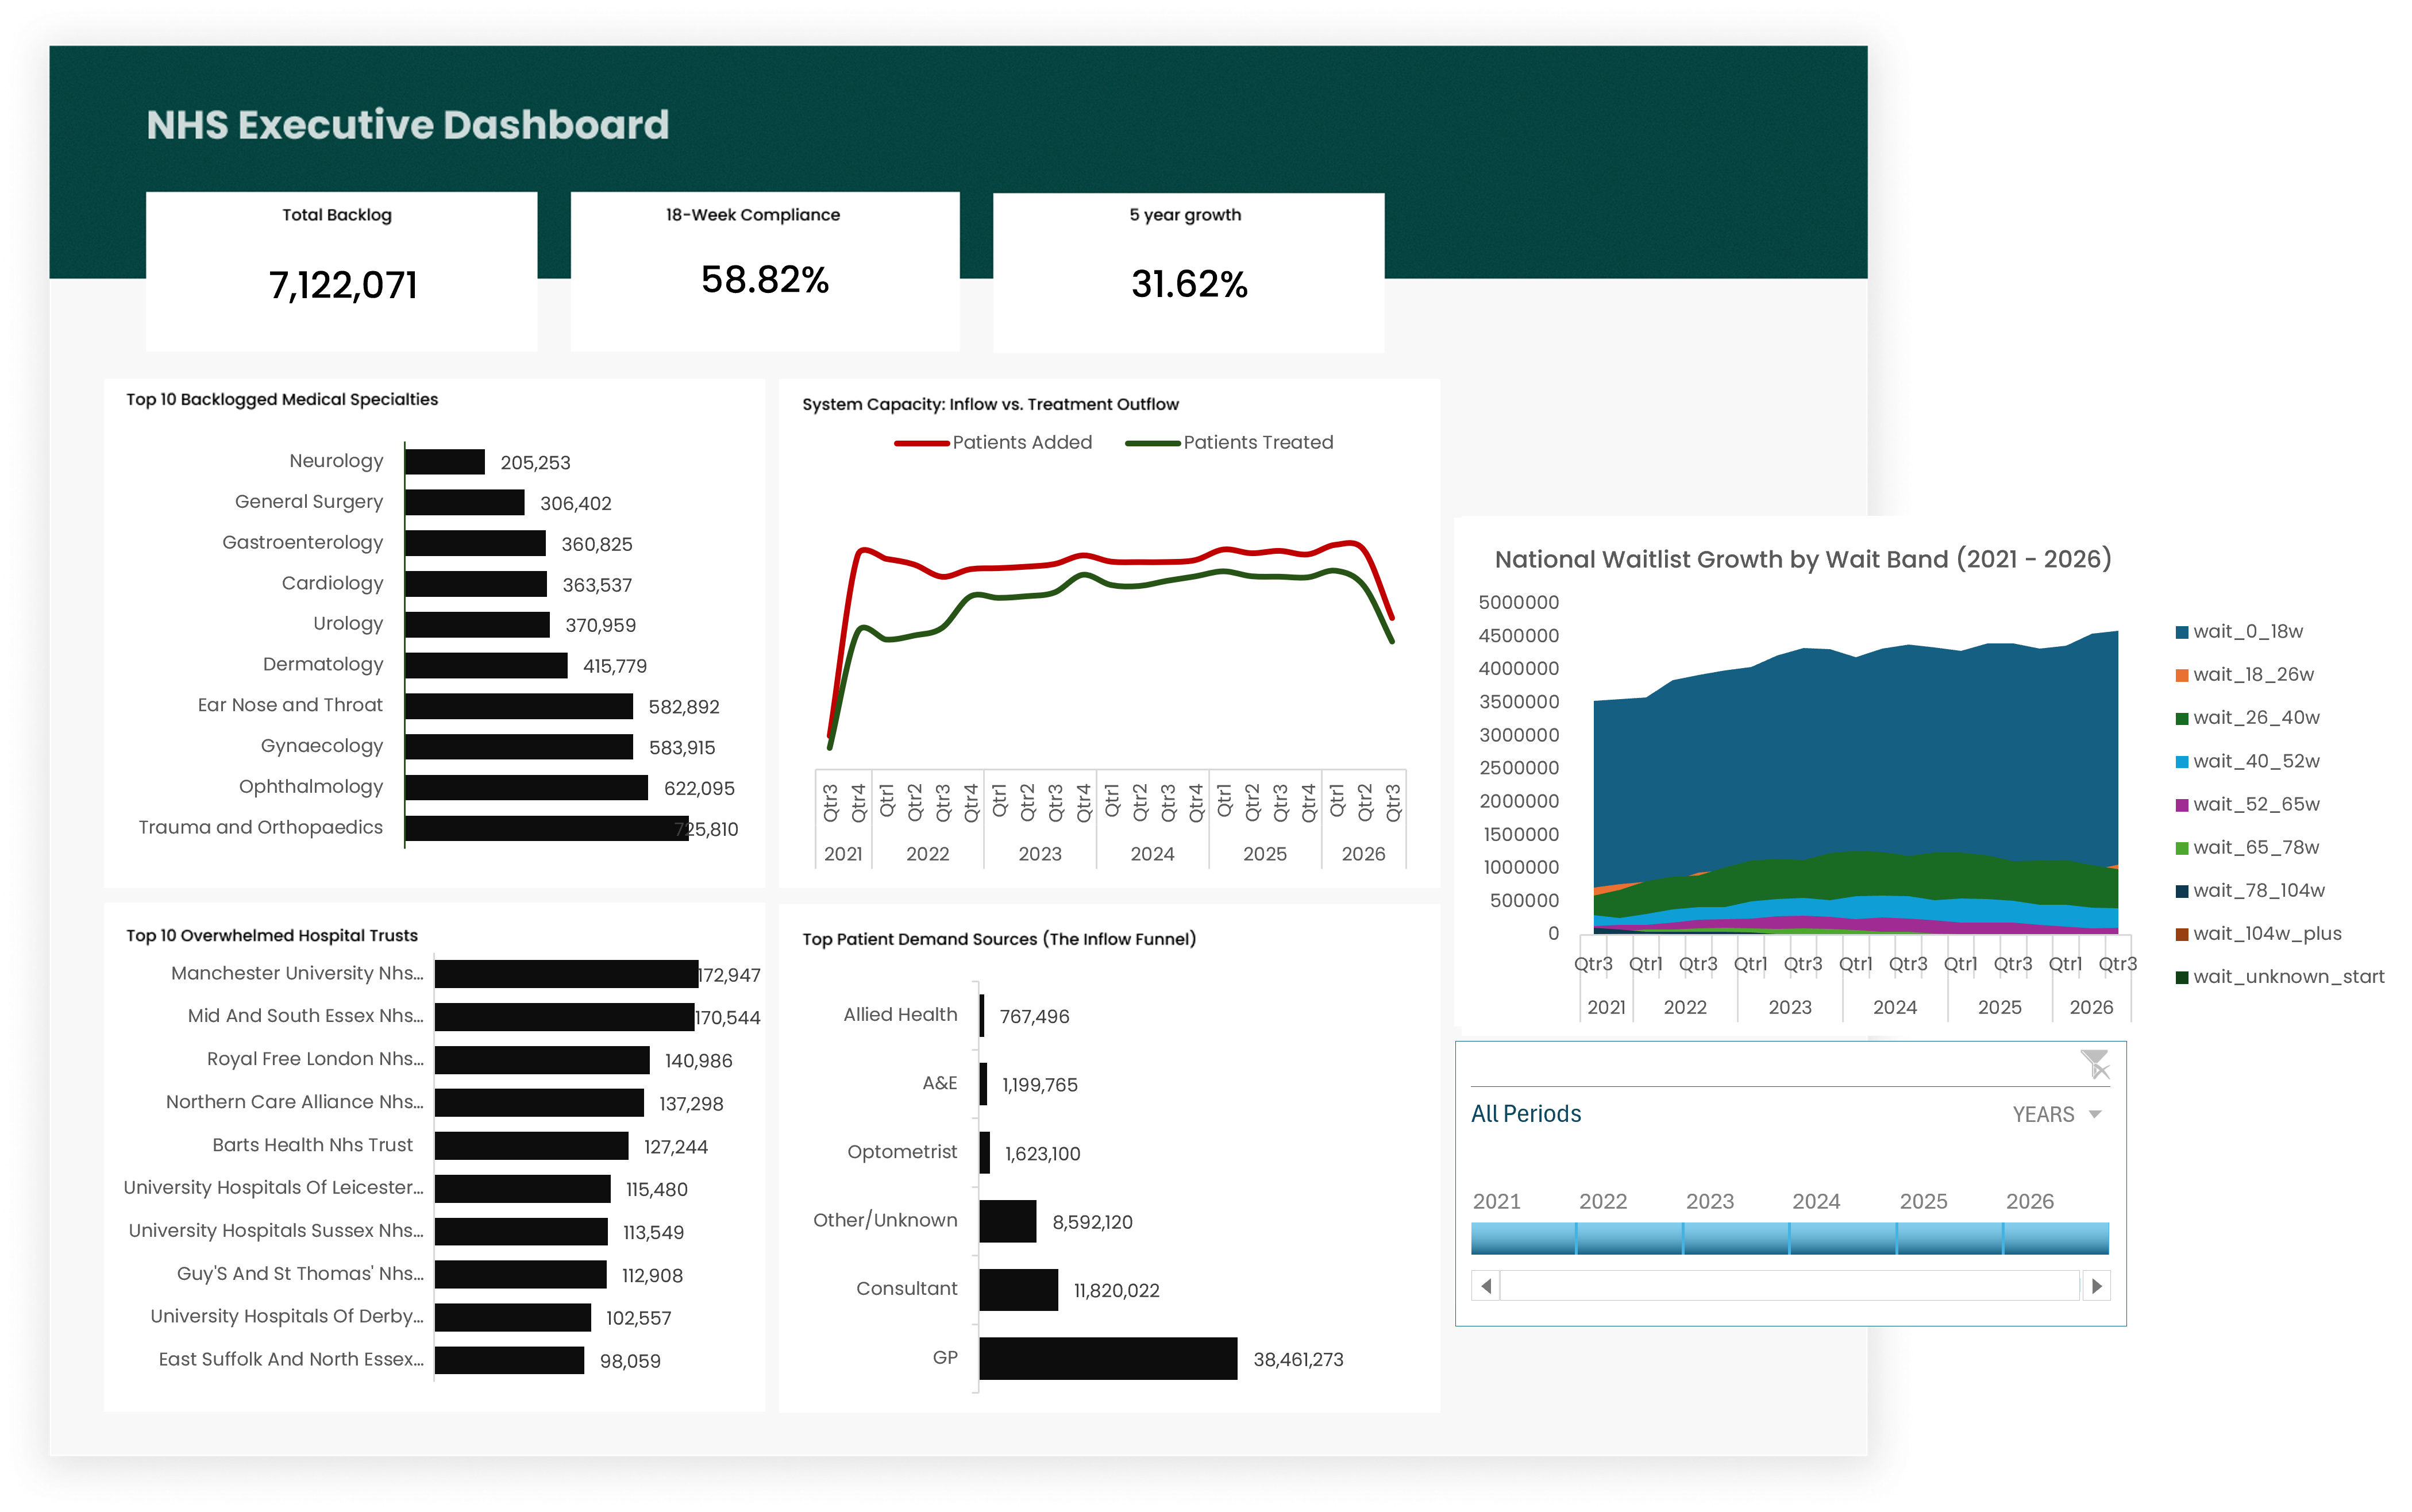 NHS Executive Dashboard
Total Backlog
7,122,071
18-Week Compliance
58.82%
5 year growth
31.62%
Top 10 Backlogged Medical Specialties
Neurology 205,253
General Surgery 306,402
Gastroenterology 360,825
Cardiology 363,537
Urology 370,959
Dermatology 415,779
Ear Nose and Throat 582,892
Gynaecology 583,915
Ophthalmology 622,095
Trauma and Orthopaedics 725,810
System Capacity: Inflow vs. Treatment Outflow
Patients Added Patients Treated
Qtr3 Qtr4 Qtr1 Qtr2 Qtr3 Qtr4 Qtr1 Qtr2 Qtr3 Qtr4 Qtr1 Qtr2 Qtr3 Qtr4 Qtr1 Qtr2 Qtr3 Qtr4 Qtr1 Qtr2 Qtr3
2021 2022 2023 2024 2025 2026
National Waitlist Growth by Wait Band (2021 - 2026)
5000000
4500000
4000000
3500000
3000000
2500000
2000000
1500000
1000000
500000
0
Qtr3 Qtr1 Qtr3 Qtr1 Qtr3 Qtr1 Qtr3 Qtr1 Qtr3 Qtr1 Qtr3
2021 2022 2023 2024 2025 2026
wait_0_18w
wait_18_26w
wait_26_40w
wait_40_52w
wait_52_65w
wait_65_78w
wait_78_104w
wait_104w_plus
wait_unknown_start
Top 10 Overwhelmed Hospital Trusts
Manchester University Nhs... 172,947
Mid And South Essex Nhs... 170,544
Royal Free London Nhs... 140,986
Northern Care Alliance Nhs... 137,298
Barts Health Nhs Trust 127,244
University Hospitals Of Leicester... 115,480
University Hospitals Sussex Nhs... 113,549
Guy'S And St Thomas' Nhs... 112,908
University Hospitals Of Derby... 102,557
East Suffolk And North Essex... 98,059
Top Patient Demand Sources (The Inflow Funnel)
Allied Health 767,496
A&E 1,199,765
Optometrist 1,623,100
Other/Unknown 8,592,120
Consultant 11,820,022
GP 38,461,273
All Periods YEARS
2021 2022 2023 2024 2025 2026